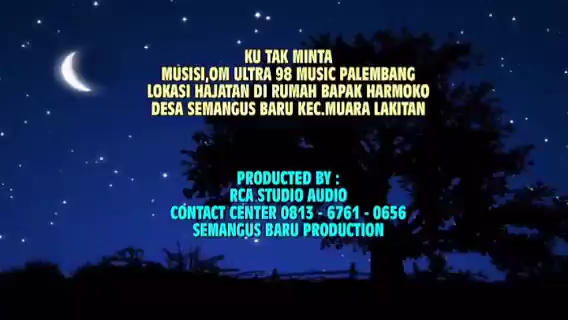 KU TAK MINTA
MUSISI,OM ULTRA 98 MUSIC PALEMBANG
LOKASI HAJATAN DI RUMAH BAPAK HARMOKO
DESA SEMANGUS BARU KEC.MUARA LAKITAN
PRODUCTED BY :
RCA STUDIO AUDIO
CONTACT CENTER 0813 - 6761 - 0656
SEMANGUS BARU PRODUCTION